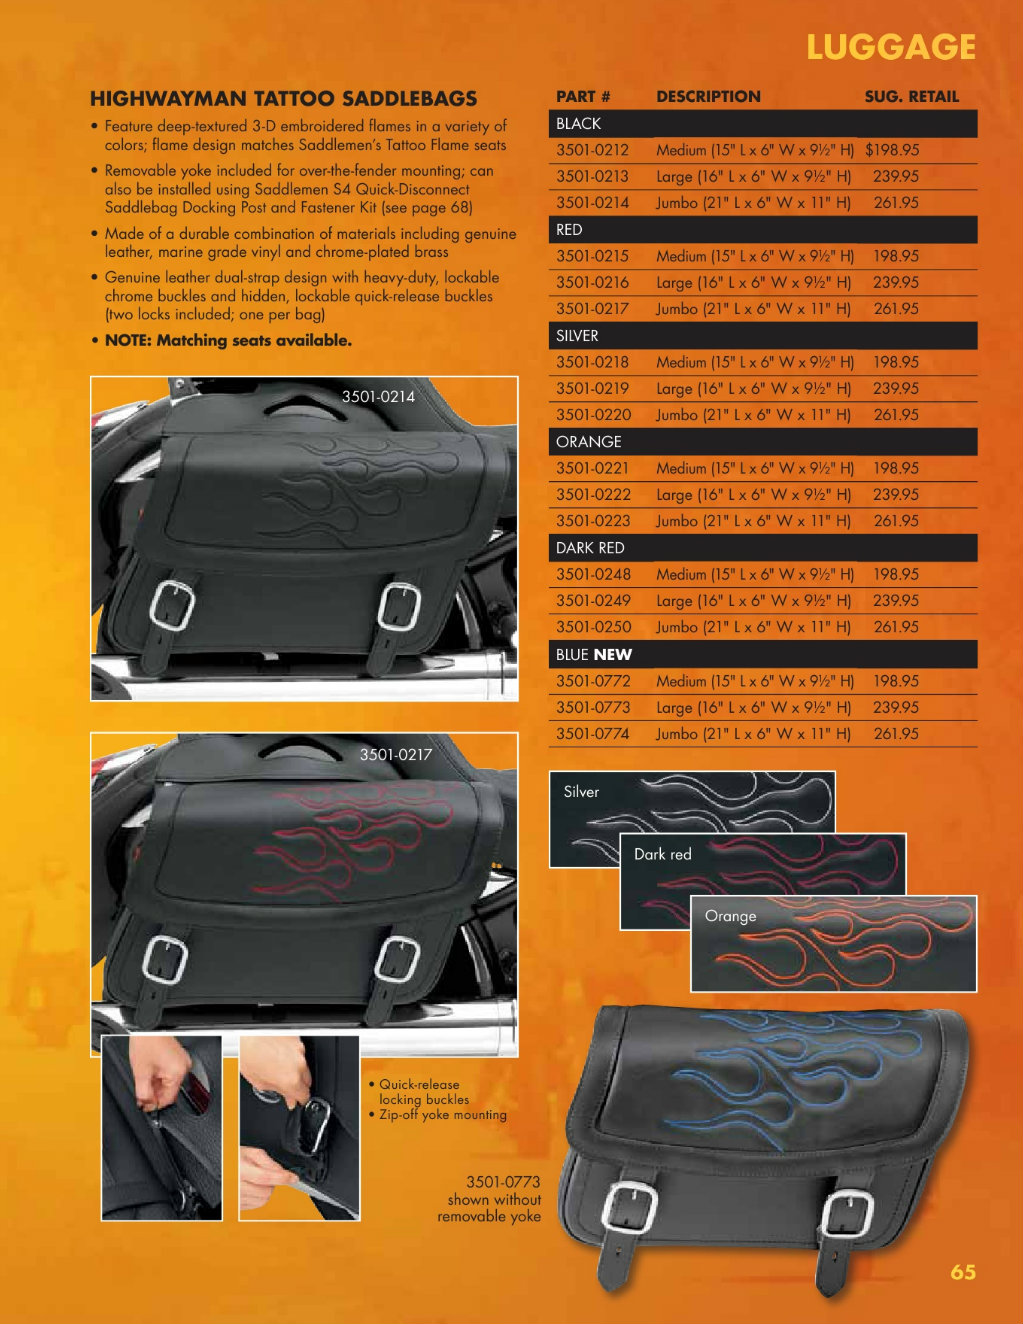 LUGGAGE
HIGHWAYMAN TATTOO SADDLEBAGS
• Feature deep-textured 3-D embroidered flames in a variety of
colors; flame design matches Saddlemen's Tattoo Flame seats
• Removable yoke included for over-the-fender mounting; can
also be installed using Saddlemen S4 Quick-Disconnect
Saddlebag Docking Post and Fastener Kit (see page 68)
• Made of a durable combination of materials including genuine
leather, marine grade vinyl and chrome-plated brass
• Genuine leather dual-strap design with heavy-duty, lockable
chrome buckles and hidden, lockable quick-release buckles
(two locks included; one per bag)
• NOTE: Matching seats available.
3501-0214
3501-0217
• Quick-release
locking buckles
• Zip-off yoke mounting
3501-0773
shown without
removable yoke
PART # DESCRIPTION SUG. RETAIL
BLACK
3501-0212 Medium (15" L x 6" W x 9½" H) $198.95
3501-0213 Large (16" L x 6" W x 9½" H) 239.95
3501-0214 Jumbo (21" L x 6" W x 11" H) 261.95
RED
3501-0215 Medium (15" L x 6" W x 9½" H) 198.95
3501-0216 Large (16" L x 6" W x 9½" H) 239.95
3501-0217 Jumbo (21" L x 6" W x 11" H) 261.95
SILVER
3501-0218 Medium (15" L x 6" W x 9½" H) 198.95
3501-0219 Large (16" L x 6" W x 9½" H) 239.95
3501-0220 Jumbo (21" L x 6" W x 11" H) 261.95
ORANGE
3501-0221 Medium (15" L x 6" W x 9½" H) 198.95
3501-0222 Large (16" L x 6" W x 9½" H) 239.95
3501-0223 Jumbo (21" L x 6" W x 11" H) 261.95
DARK RED
3501-0248 Medium (15" L x 6" W x 9½" H) 198.95
3501-0249 Large (16" L x 6" W x 9½" H) 239.95
3501-0250 Jumbo (21" L x 6" W x 11" H) 261.95
BLUE NEW
3501-0772 Medium (15" L x 6" W x 9½" H) 198.95
3501-0773 Large (16" L x 6" W x 9½" H) 239.95
3501-0774 Jumbo (21" L x 6" W x 11" H) 261.95
Silver
Dark red
Orange
65